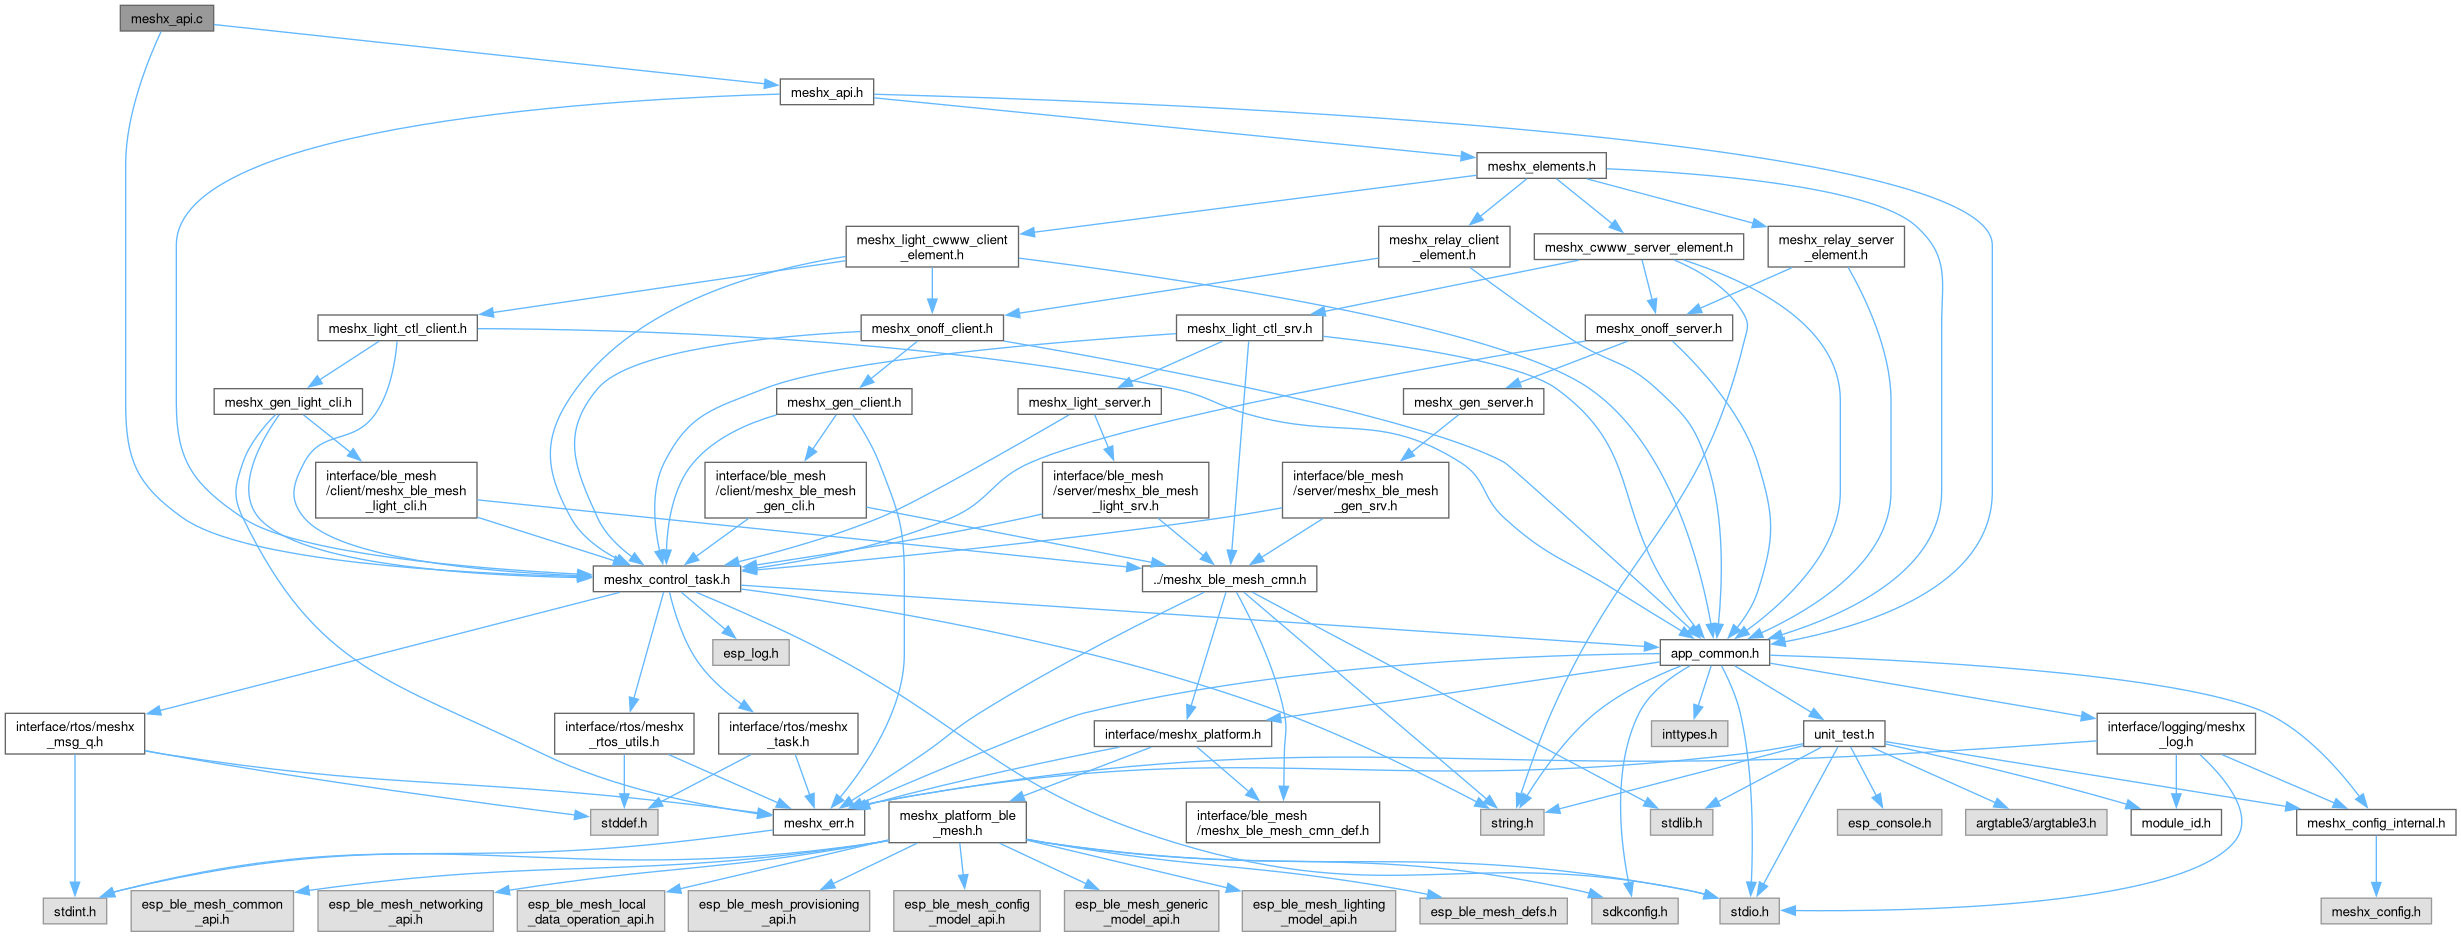 meshx_api.c
meshx_api.h
meshx_elements.h
meshx_light_cwww_client
_element.h
meshx_relay_client
_element.h
meshx_cwww_server_element.h
meshx_relay_server
_element.h
meshx_light_ctl_client.h
meshx_onoff_client.h
meshx_light_ctl_srv.h
meshx_onoff_server.h
meshx_gen_light_cli.h
meshx_gen_client.h
meshx_light_server.h
meshx_gen_server.h
interface/ble_mesh
/client/meshx_ble_mesh
_light_cli.h
interface/ble_mesh
/client/meshx_ble_mesh
_gen_cli.h
interface/ble_mesh
/server/meshx_ble_mesh
_light_srv.h
interface/ble_mesh
/server/meshx_ble_mesh
_gen_srv.h
meshx_control_task.h
../meshx_ble_mesh_cmn.h
esp_log.h
app_common.h
interface/rtos/meshx
_msg_q.h
interface/rtos/meshx
_rtos_utils.h
interface/rtos/meshx
_task.h
interface/meshx_platform.h
inttypes.h
unit_test.h
interface/logging/meshx
_log.h
stddef.h
meshx_err.h
meshx_platform_ble
_mesh.h
interface/ble_mesh
/meshx_ble_mesh_cmn_def.h
string.h
stdlib.h
esp_console.h
argtable3/argtable3.h
module_id.h
meshx_config_internal.h
stdint.h
esp_ble_mesh_common
_api.h
esp_ble_mesh_networking
_api.h
esp_ble_mesh_local
_data_operation_api.h
esp_ble_mesh_provisioning
_api.h
esp_ble_mesh_config
_model_api.h
esp_ble_mesh_generic
_model_api.h
esp_ble_mesh_lighting
_model_api.h
esp_ble_mesh_defs.h
sdkconfig.h
stdio.h
meshx_config.h